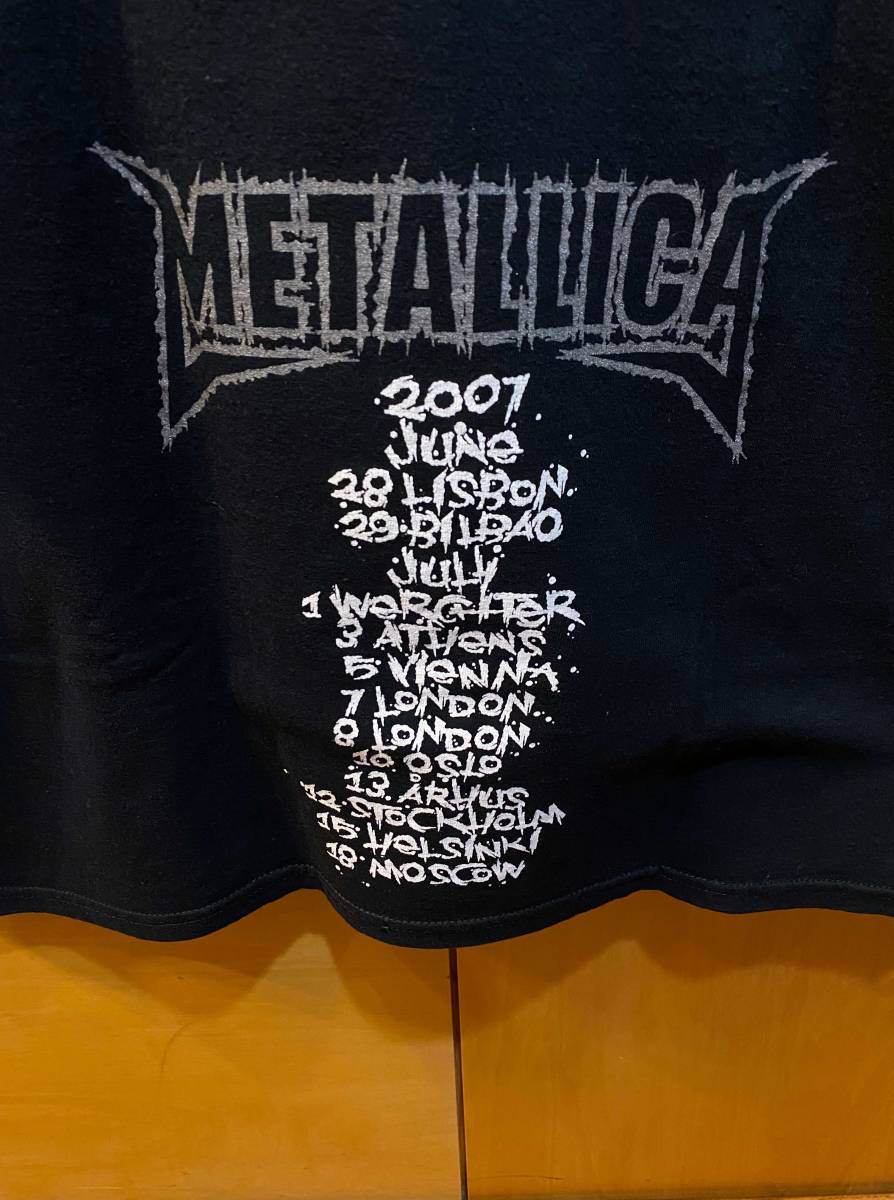 METALLICA
2007
JUNE
28 LISBON
29 BILBAO
JULY
1 WERCHTER
3 ATHENS
5 VIENNA
7 LONDON
8 LONDON
10 OSLO
13 ÅRHUS
12 STOCKHOLM
15 HELSINKI
18 MOSCOW